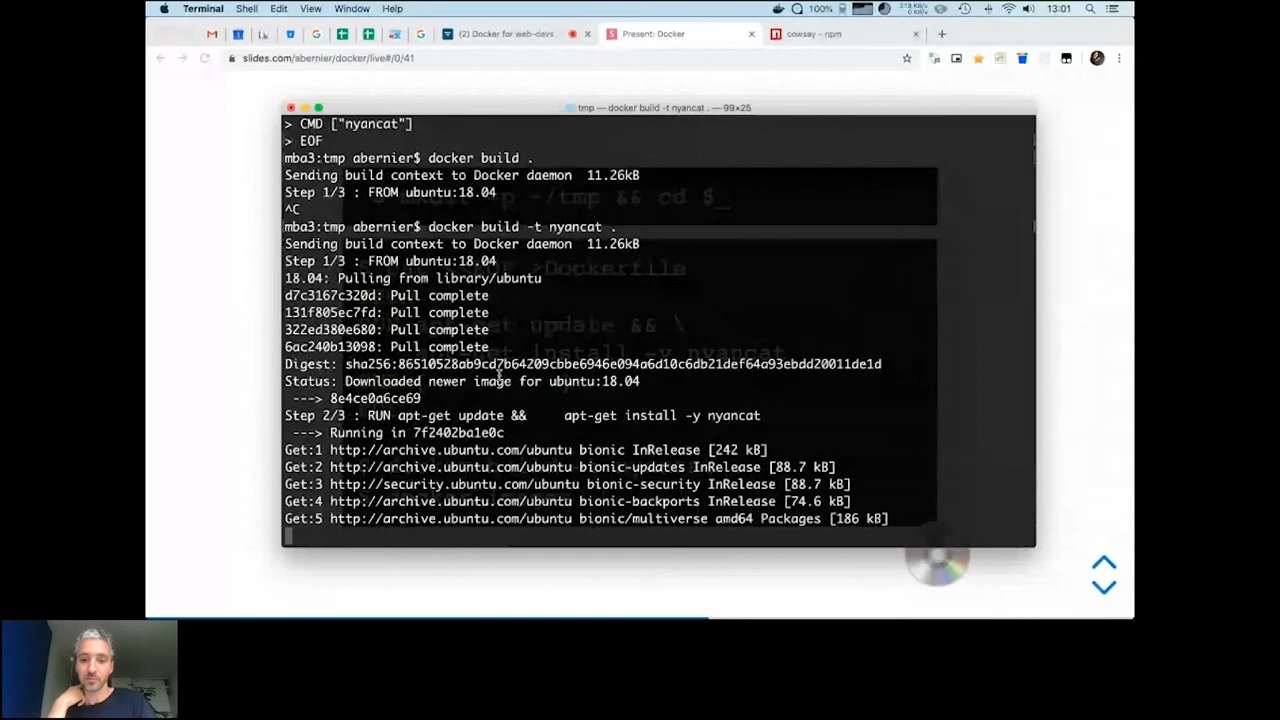 Terminal Shell Edit View Window Help 100% 13:01
(2) Docker for web-devs Present: Docker cowsay - npm
slides.com/abernier/docker/live#/0/41
tmp — docker build -t nyancat . — 99×25
> CMD ["nyancat"]
> EOF
mba3:tmp abernier$ docker build .
Sending build context to Docker daemon 11.26kB
Step 1/3 : FROM ubuntu:18.04
^C
mba3:tmp abernier$ docker build -t nyancat .
Sending build context to Docker daemon 11.26kB
Step 1/3 : FROM ubuntu:18.04
18.04: Pulling from library/ubuntu
d7c3167c320d: Pull complete
131f805ec7fd: Pull complete
322ed380e680: Pull complete
6ac240b13098: Pull complete
Digest: sha256:86510528ab9cd7b64209cbbe6946e094a6d10c6db21def64a93ebdd20011de1d
Status: Downloaded newer image for ubuntu:18.04
---> 8e4ce0a6ce69
Step 2/3 : RUN apt-get update && apt-get install -y nyancat
---> Running in 7f2402ba1e0c
Get:1 http://archive.ubuntu.com/ubuntu bionic InRelease [242 kB]
Get:2 http://archive.ubuntu.com/ubuntu bionic-updates InRelease [88.7 kB]
Get:3 http://security.ubuntu.com/ubuntu bionic-security InRelease [88.7 kB]
Get:4 http://archive.ubuntu.com/ubuntu bionic-backports InRelease [74.6 kB]
Get:5 http://archive.ubuntu.com/ubuntu bionic/multiverse amd64 Packages [186 kB]